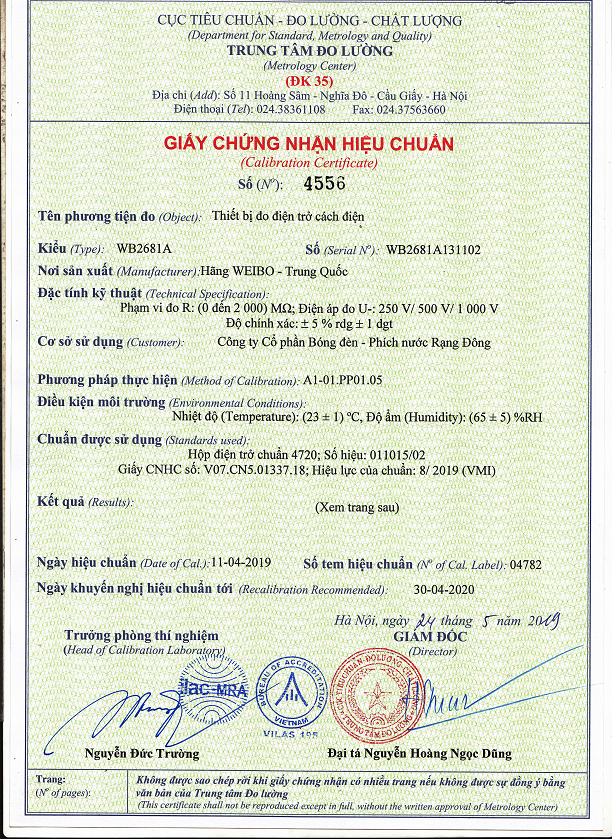 CỤC TIÊU CHUẨN - ĐO LƯỜNG - CHẤT LƯỢNG
(Department for Standard, Metrology and Quality)
TRUNG TÂM ĐO LƯỜNG
(Metrology Center)
(ĐK 35)
Địa chỉ (Add): Số 11 Hoàng Sâm - Nghĩa Đô - Cầu Giấy - Hà Nội
Điện thoại (Tel): 024.38361108 Fax: 024.37563660
GIẤY CHỨNG NHẬN HIỆU CHUẨN
(Calibration Certificate)
Số (Nº): 4556
Tên phương tiện đo (Object): Thiết bị đo điện trở cách điện
Kiểu (Type): WB2681A Số (Serial Nº): WB2681A131102
Nơi sản xuất (Manufacturer): Hãng WEIBO - Trung Quốc
Đặc tính kỹ thuật (Technical Specification):
Phạm vi đo R: (0 đến 2 000) MΩ; Điện áp đo U-: 250 V/ 500 V/ 1 000 V
Độ chính xác: ± 5 % rdg ± 1 dgt
Cơ sở sử dụng (Customer): Công ty Cổ phần Bóng đèn - Phích nước Rạng Đông
Phương pháp thực hiện (Method of Calibration): A1-01.PP01.05
Điều kiện môi trường (Environmental Conditions):
Nhiệt độ (Temperature): (23 ± 1) ºC, Độ ẩm (Humidity): (65 ± 5) %RH
Chuẩn được sử dụng (Standards used):
Hộp điện trở chuẩn 4720; Số hiệu: 011015/02
Giấy CNHC số: V07.CN5.01337.18; Hiệu lực của chuẩn: 8/ 2019 (VMI)
Kết quả (Results): (Xem trang sau)
Ngày hiệu chuẩn (Date of Cal.): 11-04-2019 Số tem hiệu chuẩn (Nº of Cal. Label): 04782
Ngày khuyến nghị hiệu chuẩn tới (Recalibration Recommended): 30-04-2020
Hà Nội, ngày 24 tháng 5 năm 2019
Trưởng phòng thí nghiệm GIÁM ĐỐC
(Head of Calibration Laboratory) (Director)
ilac-MRA
BUREAU OF ACCREDITATION
VIETNAM
VILAS 195
CỤC TIÊU CHUẨN-ĐO LƯỜNG-CHẤT LƯỢNG
TRUNG TÂM ĐO LƯỜNG
Nguyễn Đức Trường Đại tá Nguyễn Hoàng Ngọc Dũng
Trang: Không được sao chép rời khi giấy chứng nhận có nhiều trang nếu không được sự đồng ý bằng
(Nº of pages): văn bản của Trung tâm Đo lường
(This certificate shall not be reproduced except in full, without the written approval of Metrology Center)